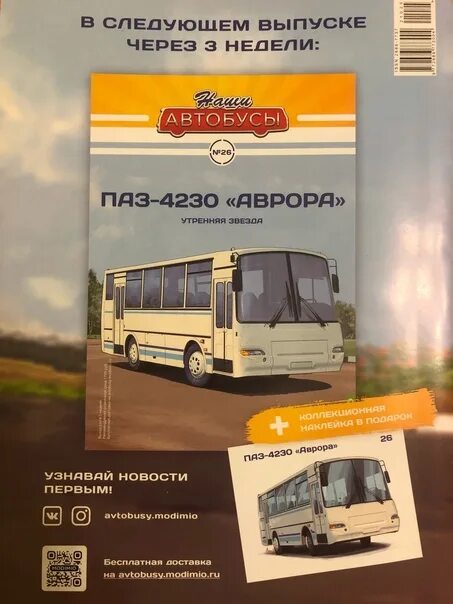 В СЛЕДУЮЩЕМ ВЫПУСКЕ
ЧЕРЕЗ 3 НЕДЕЛИ:
Наши
АВТОБУСЫ
№26
ПАЗ-4230 «АВРОРА»
УТРЕННЯЯ ЗВЕЗДА
КОЛЛЕКЦИОННАЯ
+ НАКЛЕЙКА В ПОДАРОК
ПАЗ-4230 «Аврора»
26
УЗНАВАЙ НОВОСТИ
ПЕРВЫМ!
avtobusy.modimio
MODIMIO
Бесплатная доставка
на avtobusy.modimio.ru